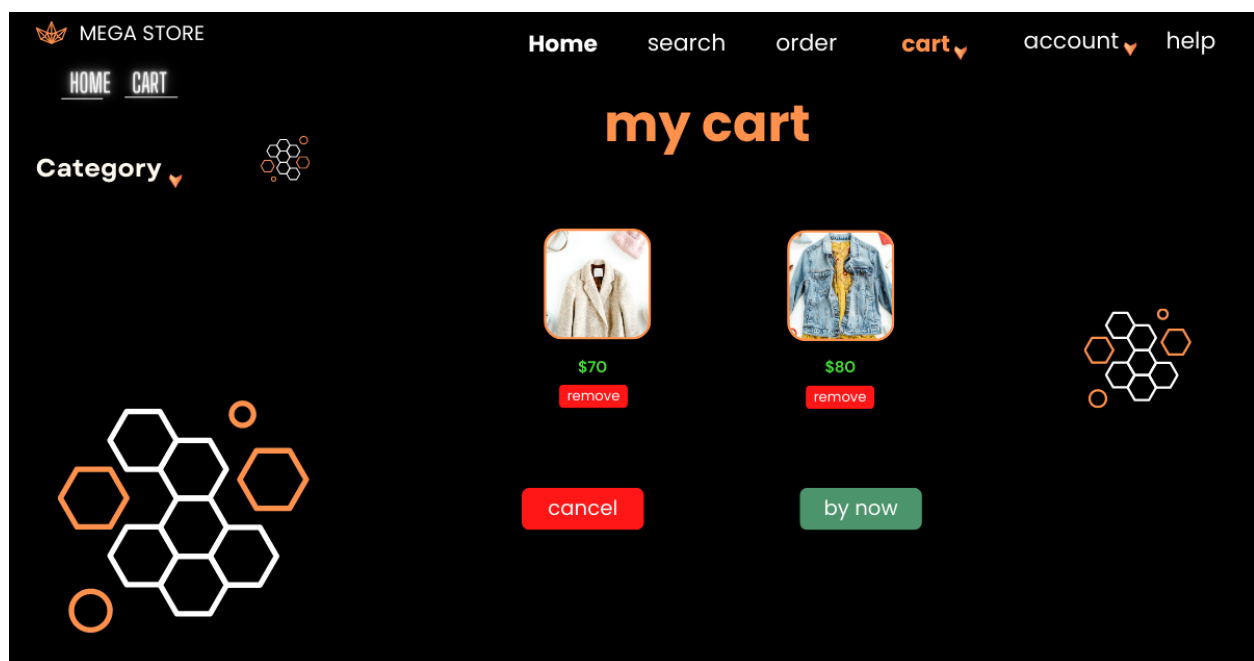 MEGA STORE
Home search order cart account help
HOME CART
my cart
Category
$70 $80
remove remove
cancel by now